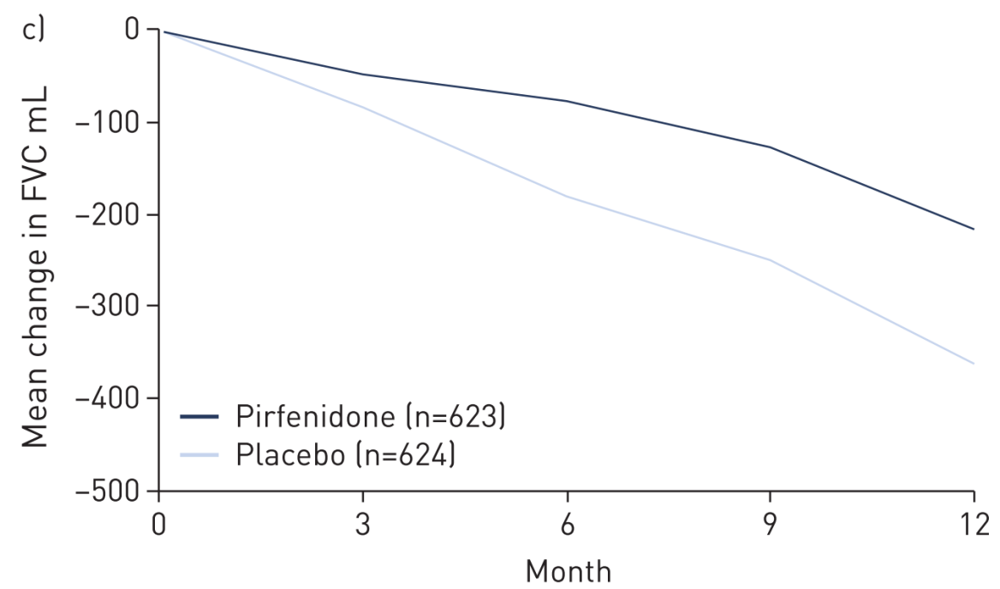 c)
Mean change in FVC mL
0
–100
–200
–300
–400
–500
Pirfenidone (n=623)
Placebo (n=624)
0 3 6 9 12
Month